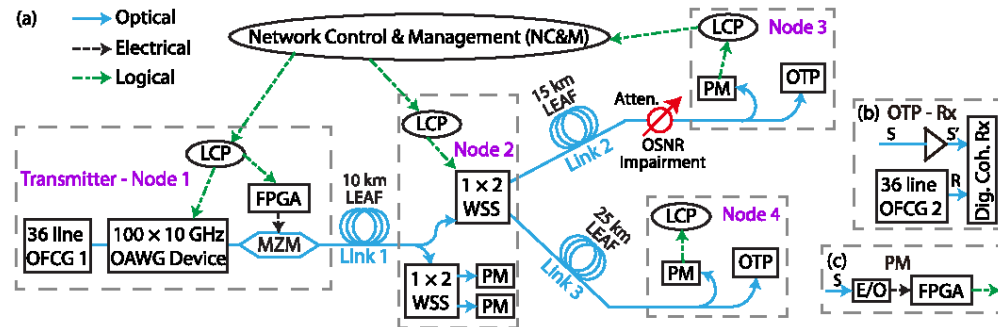 (a)
Optical
Electrical
Logical
Network Control & Management (NC&M)
LCP
Node 3
PM
OTP
15 km
LEAF
Atten.
OSNR
Impairment
Link 2
LCP
Node 2
1 × 2
WSS
LCP
Transmitter - Node 1
FPGA
36 line
OFCG 1
100 × 10 GHz
OAWG Device
MZM
10 km
LEAF
Link 1
1 × 2
WSS
PM
PM
25 km
LEAF
Link 3
LCP
Node 4
PM
OTP
(b)
OTP - Rx
S
S'
36 line
OFCG 2
R
Dig. Coh. Rx
(c)
PM
S
E/O
FPGA